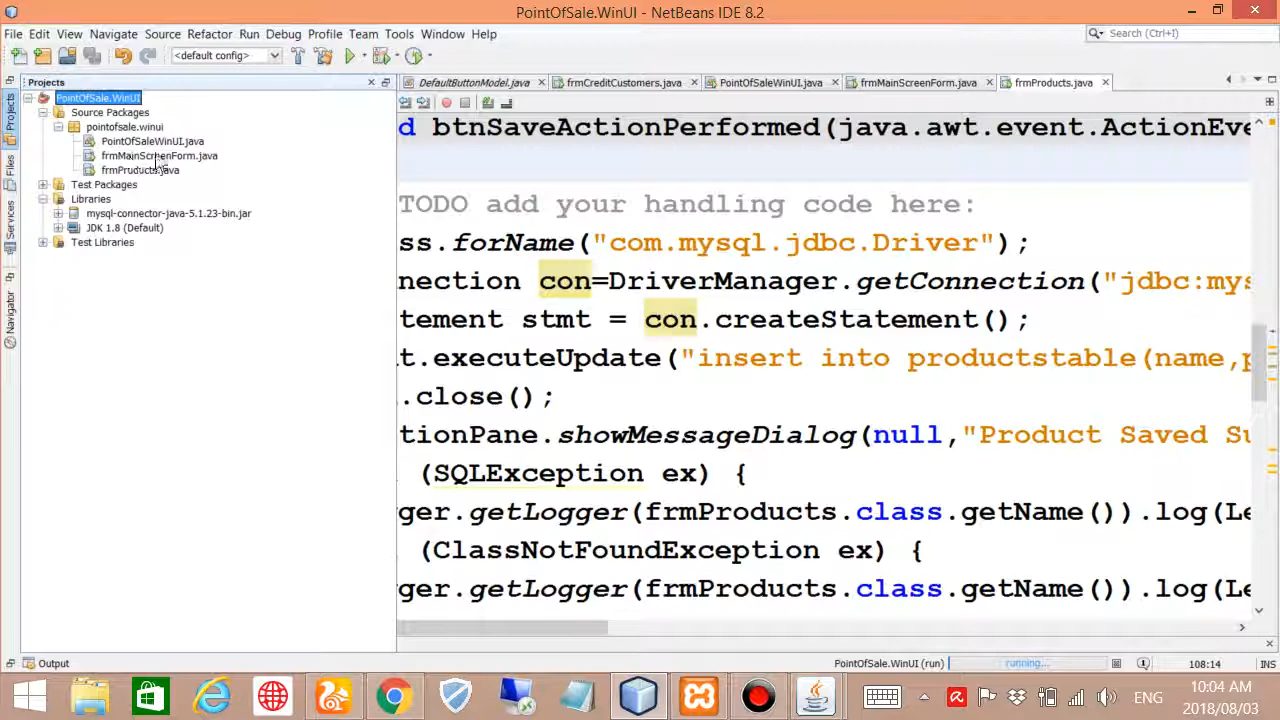 PointOfSale.WinUI - NetBeans IDE 8.2
File Edit View Navigate Source Refactor Run Debug Profile Team Tools Window Help
Search (Ctrl+I)
<default config>
Projects
DefaultButtonModel.java
frmCreditCustomers.java
PointOfSaleWinUI.java
frmMainScreenForm.java
frmProducts.java
PointOfSale.WinUI
Source Packages
pointofsale.winui
PointOfSaleWinUI.java
frmMainScreenForm.java
frmProducts.java
Test Packages
Libraries
mysql-connector-java-5.1.23-bin.jar
JDK 1.8 (Default)
Test Libraries
Projects
Files
Services
Navigator
d btnSaveActionPerformed(java.awt.event.ActionEve
TODO add your handling code here:
ss.forName("com.mysql.jdbc.Driver");
nection con=DriverManager.getConnection("jdbc:mys
tement stmt = con.createStatement();
t.executeUpdate("insert into productstable(name,p
.close();
tionPane.showMessageDialog(null,"Product Saved Su
(SQLException ex) {
ger.getLogger(frmProducts.class.getName()).log(Le
(ClassNotFoundException ex) {
ger.getLogger(frmProducts.class.getName()).log(Le
Output
PointOfSale.WinUI (run)
running...
108:14
INS
ENG
10:04 AM
2018/08/03